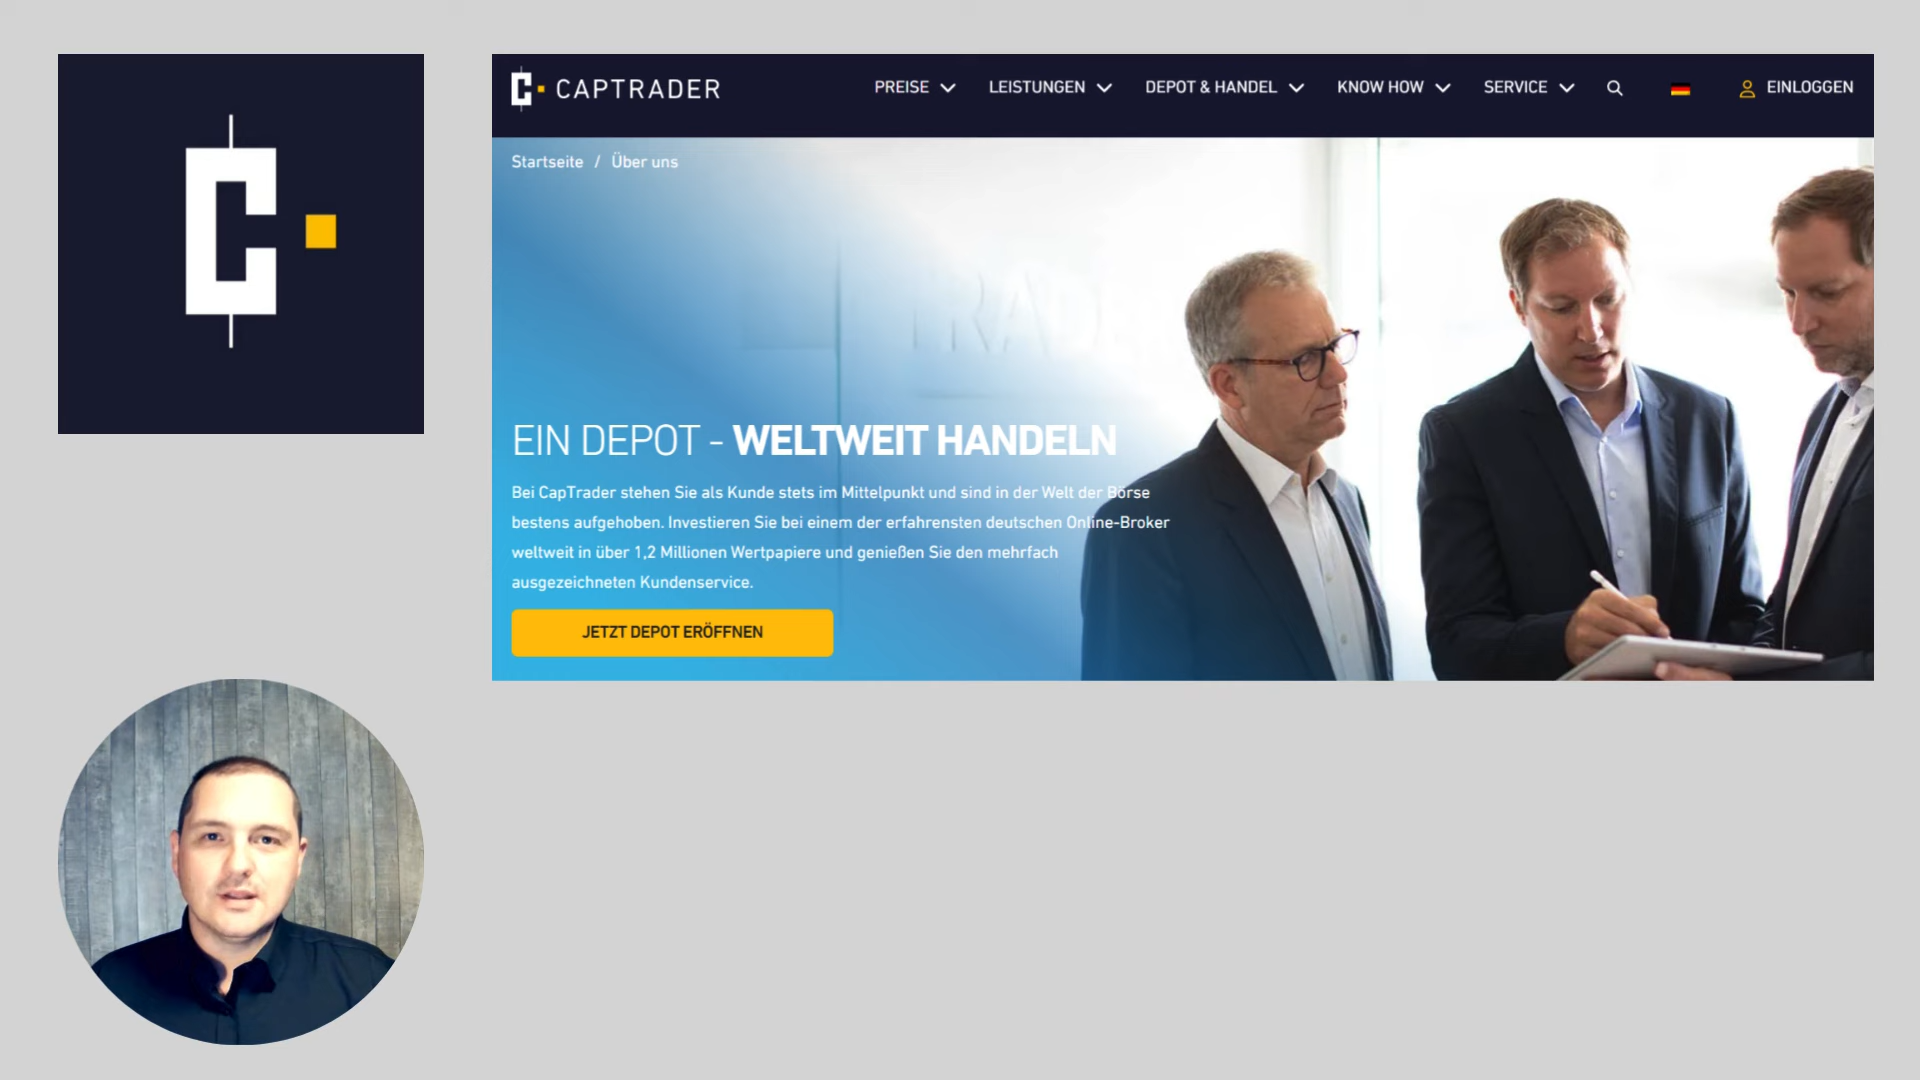 CAPTRADER
PREISE
LEISTUNGEN
DEPOT & HANDEL
KNOW HOW
SERVICE
EINLOGGEN
Startseite / Über uns
TRADE
EIN DEPOT - WELTWEIT HANDELN
Bei CapTrader stehen Sie als Kunde stets im Mittelpunkt und sind in der Welt der Börse
bestens aufgehoben. Investieren Sie bei einem der erfahrensten deutschen Online-Broker
weltweit in über 1,2 Millionen Wertpapiere und genießen Sie den mehrfach
ausgezeichneten Kundenservice.
JETZT DEPOT ERÖFFNEN